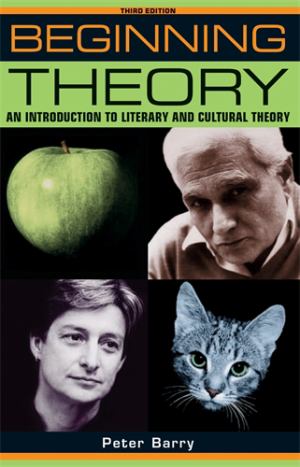 THIRD EDITION
BEGINNING
THEORY
AN INTRODUCTION TO LITERARY AND CULTURAL THEORY
Peter Barry